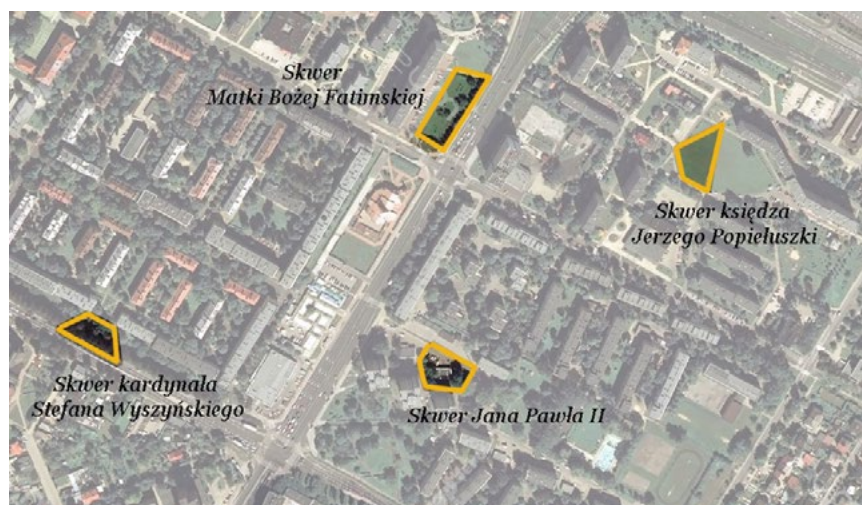 Skwer
Matki Bożej Fatimskiej
Skwer księdza
Jerzego Popiełuszki
Skwer kardynała
Stefana Wyszyńskiego
Skwer Jana Pawła II